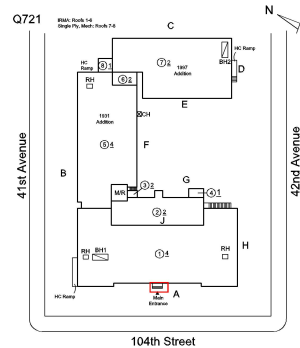 Q721
IRMA: Roofs 1-6
Single Ply, Mech: Roofs 7-8
C
N
HC
Ramp
8 1
7 2
1997
Addition
BH2
HC Ramp
D
RH
6 2
E
CH
1931
Addition
5 4
F
B
41st Avenue
42nd Avenue
M/R
3 2
G
4 1
2 2
J
H
BH1
RH
1 4
RH
HC Ramp
Main
Entrance
A
104th Street